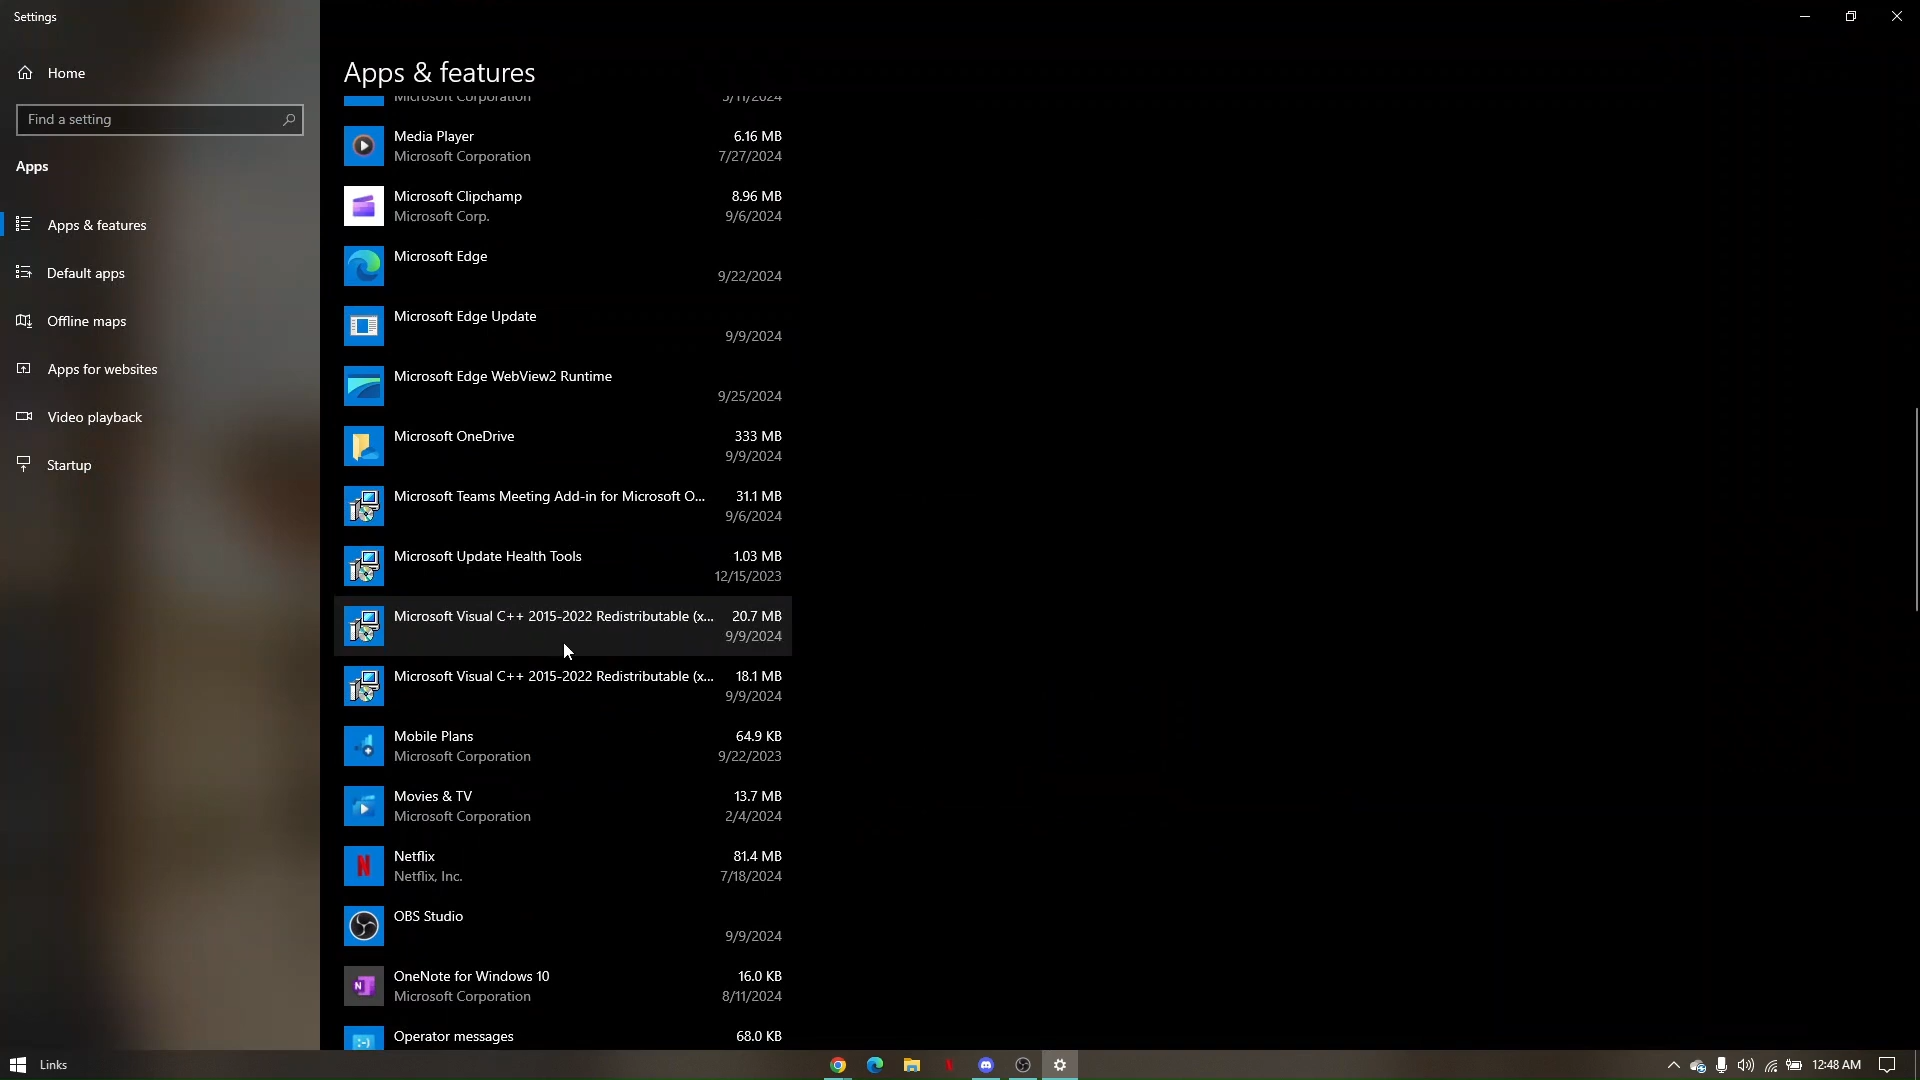 Settings
Home
Find a setting
Apps
Apps & features
Default apps
Offline maps
Apps for websites
Video playback
Startup
Apps & features
Microsoft Corporation
Media Player 6.16 MB
Microsoft Corporation 7/27/2024
Microsoft Clipchamp 8.96 MB
Microsoft Corp. 9/6/2024
Microsoft Edge
9/22/2024
Microsoft Edge Update
9/9/2024
Microsoft Edge WebView2 Runtime
9/25/2024
Microsoft OneDrive 333 MB
9/9/2024
Microsoft Teams Meeting Add-in for Microsoft O... 31.1 MB
9/6/2024
Microsoft Update Health Tools 1.03 MB
12/15/2023
Microsoft Visual C++ 2015-2022 Redistributable (x... 20.7 MB
9/9/2024
Microsoft Visual C++ 2015-2022 Redistributable (x... 18.1 MB
9/9/2024
Mobile Plans 64.9 KB
Microsoft Corporation 9/22/2023
Movies & TV 13.7 MB
Microsoft Corporation 2/4/2024
Netflix 81.4 MB
Netflix, Inc. 7/18/2024
OBS Studio
9/9/2024
OneNote for Windows 10 16.0 KB
Microsoft Corporation 8/11/2024
Operator messages 68.0 KB
Links
12:48 AM